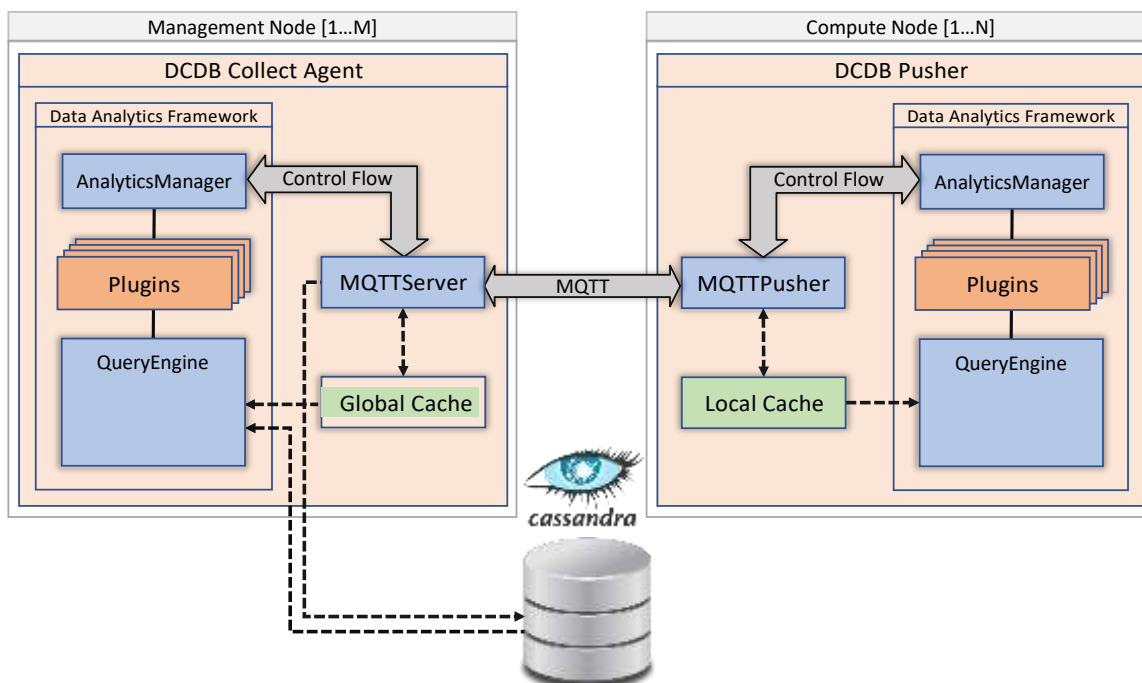 Management Node [1...M]
DCDB Collect Agent
Data Analytics Framework
AnalyticsManager
Control Flow
Plugins
MQTTServer
QueryEngine
Global Cache
MQTT
Compute Node [1...N]
DCDB Pusher
Data Analytics Framework
Control Flow
AnalyticsManager
MQTTPusher
Plugins
QueryEngine
Local Cache
cassandra